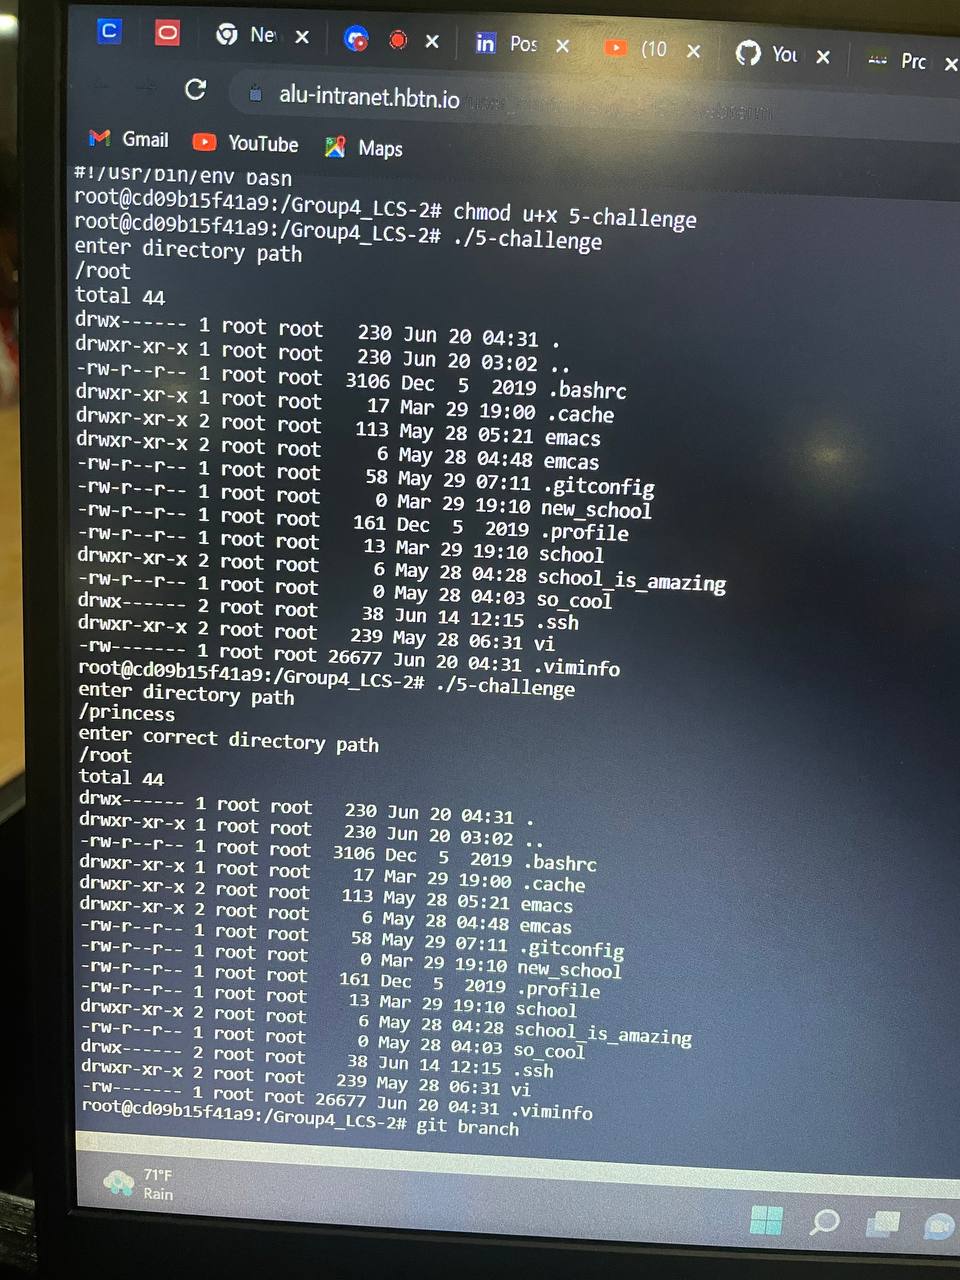 C
Ne
in
Pos
(10
You
Prc
alu-intranet.hbtn.io
Gmail
YouTube
Maps
#!/usr/bin/env bash
root@cd09b15f41a9:/Group4_LCS-2# chmod u+x 5-challenge
root@cd09b15f41a9:/Group4_LCS-2# ./5-challenge
enter directory path
/root
total 44
drwx------ 1 root root 230 Jun 20 04:31 .
drwxr-xr-x 1 root root 230 Jun 20 03:02 ..
-rw-r--r-- 1 root root 3106 Dec 5 2019 .bashrc
drwxr-xr-x 1 root root 17 Mar 29 19:00 .cache
drwxr-xr-x 2 root root 113 May 28 05:21 emacs
drwxr-xr-x 2 root root 6 May 28 04:48 emcas
-rw-r--r-- 1 root root 58 May 29 07:11 .gitconfig
-rw-r--r-- 1 root root 0 Mar 29 19:10 new_school
-rw-r--r-- 1 root root 161 Dec 5 2019 .profile
-rw-r--r-- 1 root root 13 Mar 29 19:10 school
drwxr-xr-x 2 root root 6 May 28 04:28 school_is_amazing
-rw-r--r-- 1 root root 0 May 28 04:03 so_cool
drwx------ 2 root root 38 Jun 14 12:15 .ssh
drwxr-xr-x 2 root root 239 May 28 06:31 vi
-rw------- 1 root root 26677 Jun 20 04:31 .viminfo
root@cd09b15f41a9:/Group4_LCS-2# ./5-challenge
enter directory path
/princess
enter correct directory path
/root
total 44
drwx------ 1 root root 230 Jun 20 04:31 .
drwxr-xr-x 1 root root 230 Jun 20 03:02 ..
-rw-r--r-- 1 root root 3106 Dec 5 2019 .bashrc
drwxr-xr-x 1 root root 17 Mar 29 19:00 .cache
drwxr-xr-x 2 root root 113 May 28 05:21 emacs
drwxr-xr-x 2 root root 6 May 28 04:48 emcas
-rw-r--r-- 1 root root 58 May 29 07:11 .gitconfig
-rw-r--r-- 1 root root 0 Mar 29 19:10 new_school
-rw-r--r-- 1 root root 161 Dec 5 2019 .profile
-rw-r--r-- 1 root root 13 Mar 29 19:10 school
drwxr-xr-x 2 root root 6 May 28 04:28 school_is_amazing
-rw-r--r-- 1 root root 0 May 28 04:03 so_cool
drwx------ 2 root root 38 Jun 14 12:15 .ssh
drwxr-xr-x 2 root root 239 May 28 06:31 vi
-rw------- 1 root root 26677 Jun 20 04:31 .viminfo
root@cd09b15f41a9:/Group4_LCS-2# git branch
71°F
Rain